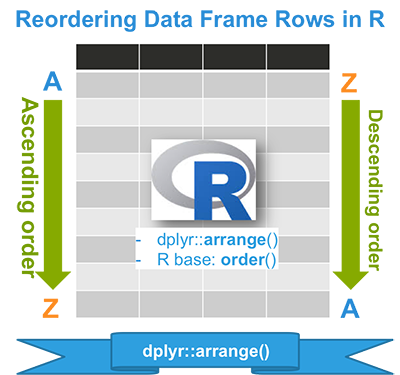 Reordering Data Frame Rows in R
A
Ascending order
Z
R
- dplyr::arrange()
- R base: order()
Z
Descending order
A
dplyr::arrange()